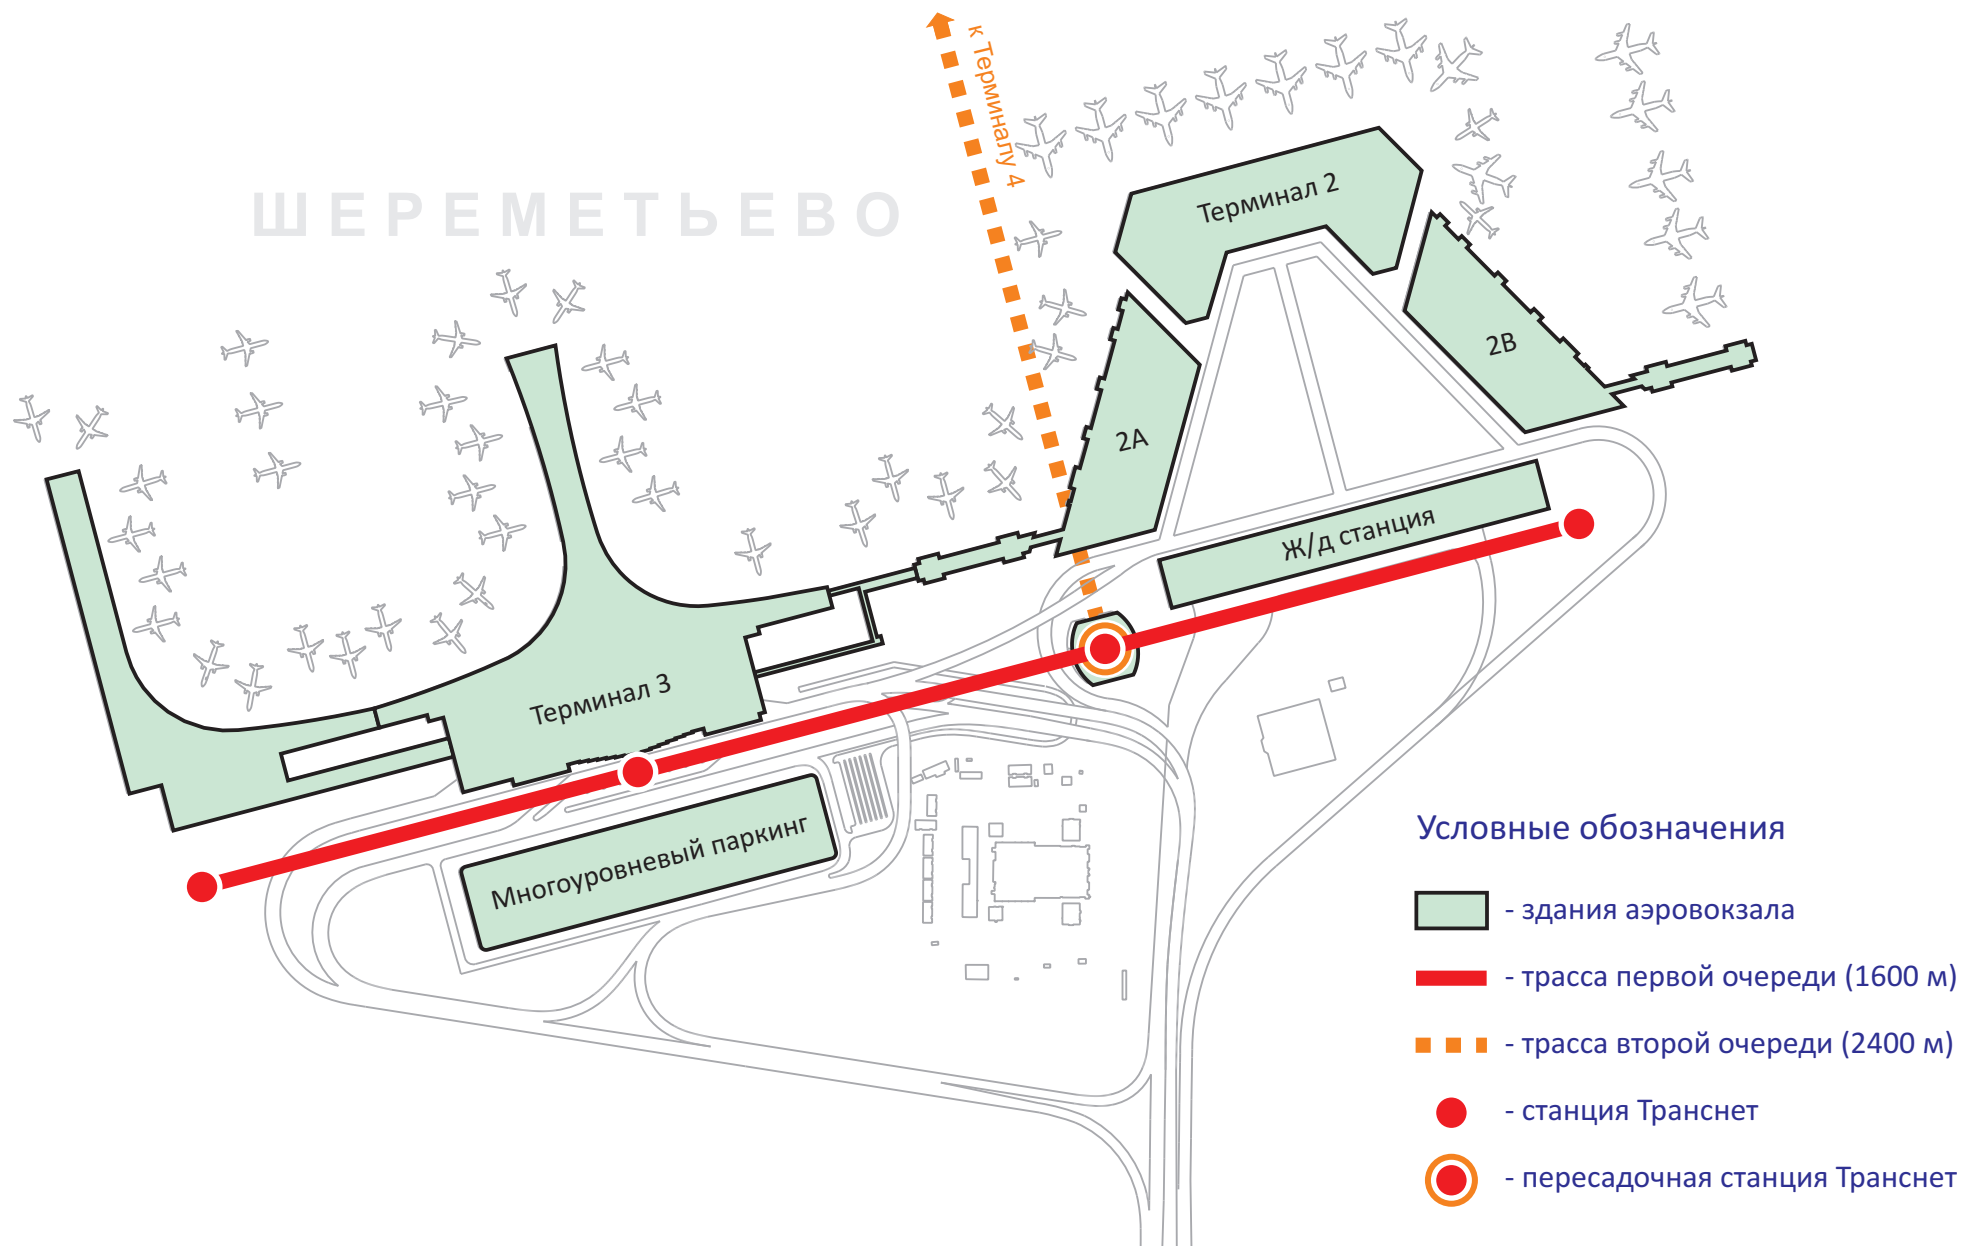 к Терминалу 4
ШЕРЕМЕТЬЕВО
Терминал 2
2В
2А
Ж/д станция
Терминал 3
Многоуровневый паркинг
Условные обозначения
- здания аэровокзала
- трасса первой очереди (1600 м)
- трасса второй очереди (2400 м)
- станция Транснет
- пересадочная станция Транснет